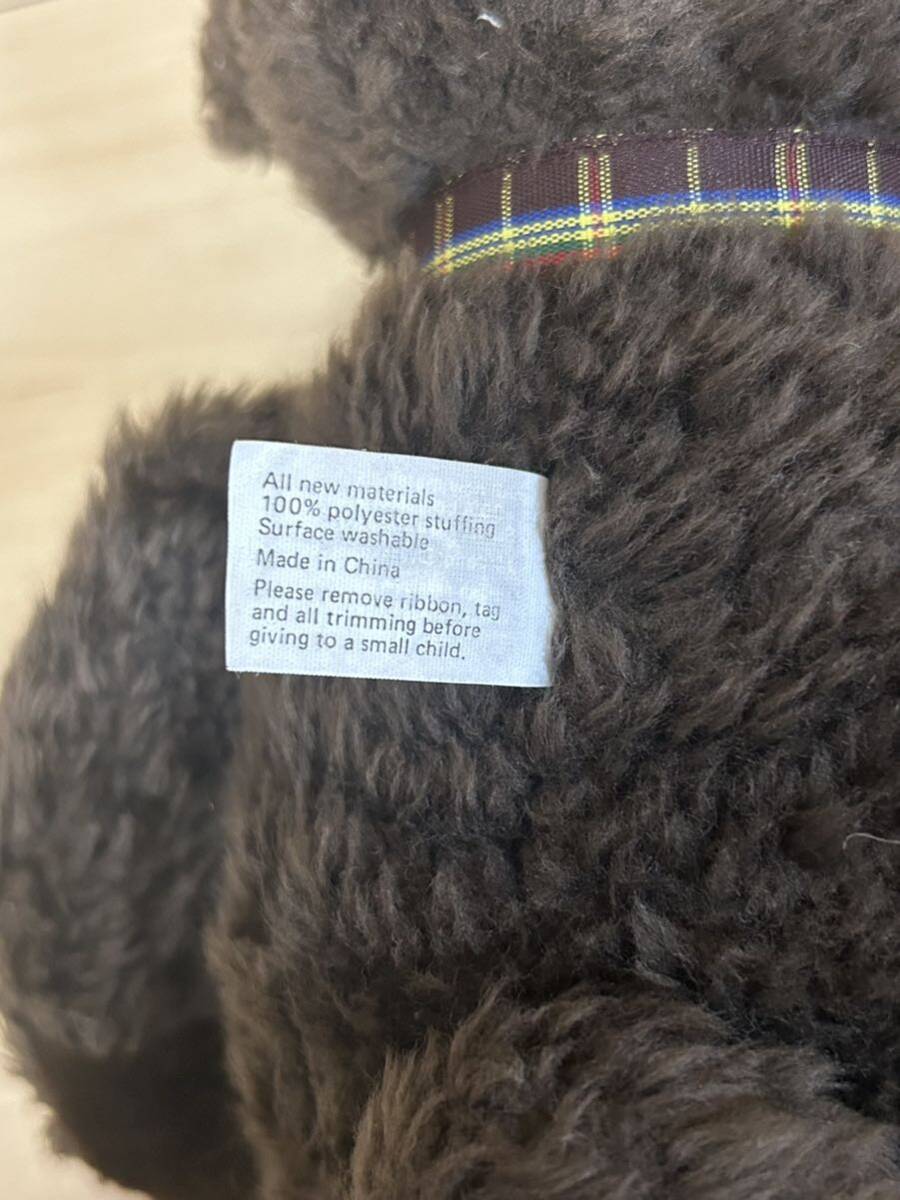 All new materials
100% polyester stuffing
Surface washable
Made in China
Please remove ribbon, tag
and all trimming before
giving to a small child.